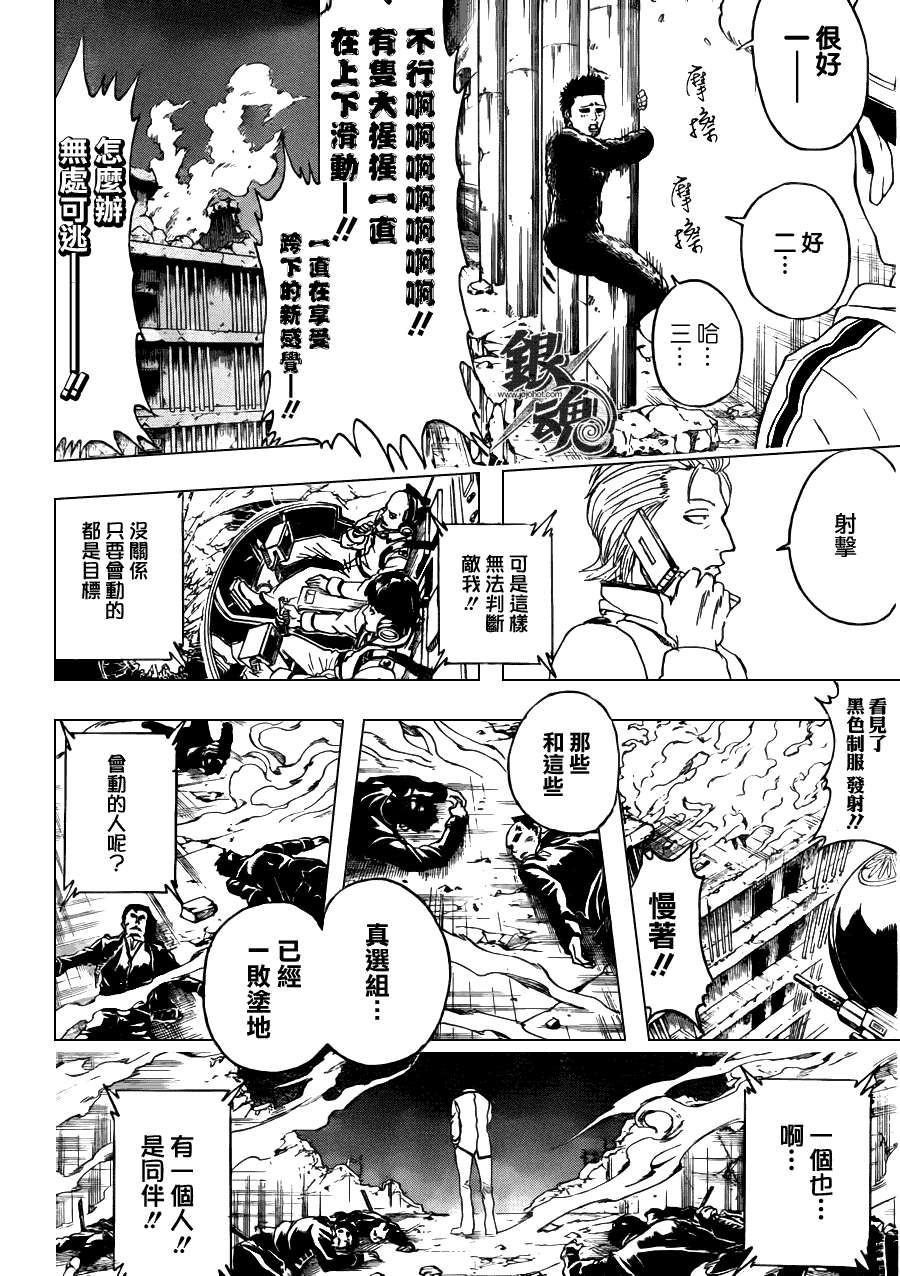 很好
一——
摩擦
摩擦
好
二…
哈…
三…
不行啊啊啊啊啊啊啊!!
有隻大猩猩一直
在上下滑動——!!
一直在享受
跨下的新感覺——!!
怎麼辦
無處可逃——!!
銀魂
www.jojohot.com
射擊
可是這樣
無法判斷
敵我!!
沒關係
只要會動的
都是目標
看見了
黑色制服 發射!!
慢著!!
那些
和這些
真選組…
已經
一敗塗地
會動的人呢?
一個也…
啊…
有一個人!!
是同伴!!